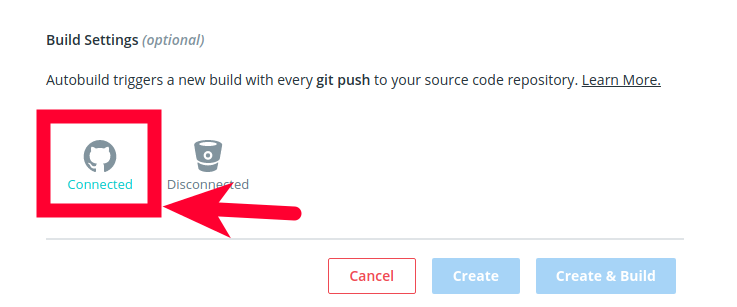 Build Settings (optional)
Autobuild triggers a new build with every git push to your source code repository. Learn More.
Connected
Disconnected
Cancel
Create
Create & Build